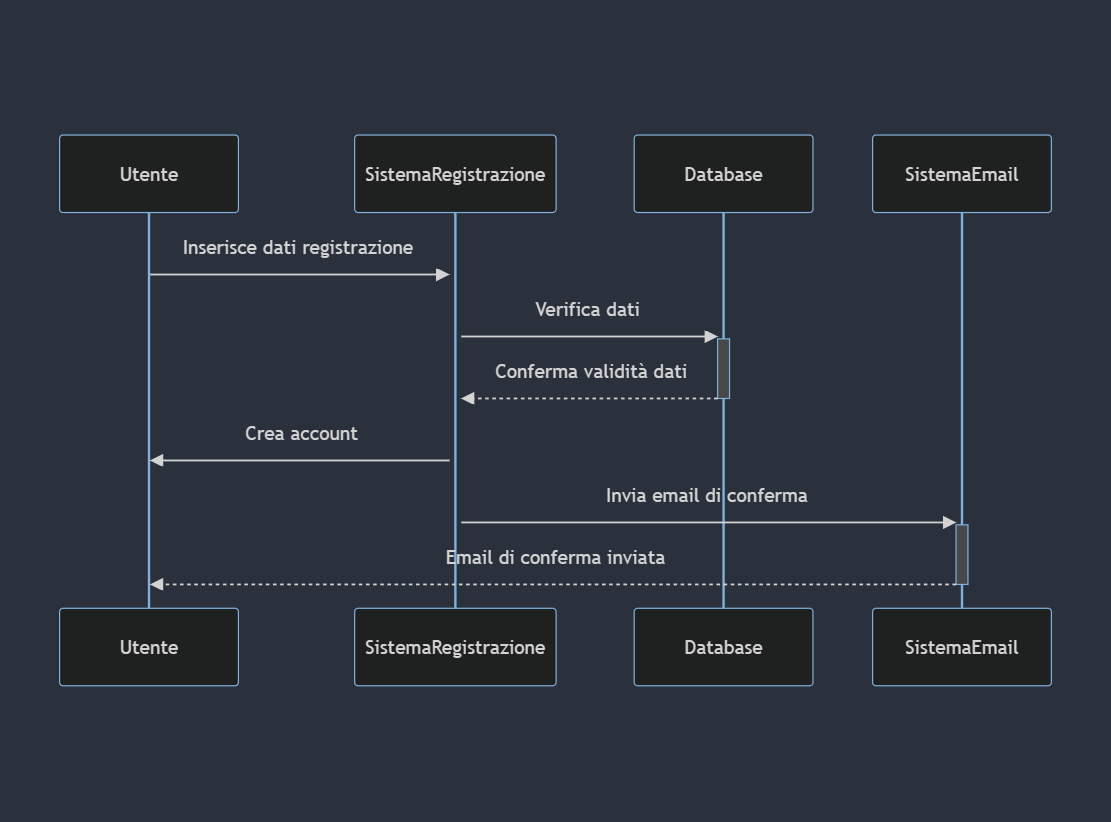 Utente
SistemaRegistrazione
Database
SistemaEmail
Inserisce dati registrazione
Verifica dati
Conferma validità dati
Crea account
Invia email di conferma
Email di conferma inviata
Utente
SistemaRegistrazione
Database
SistemaEmail